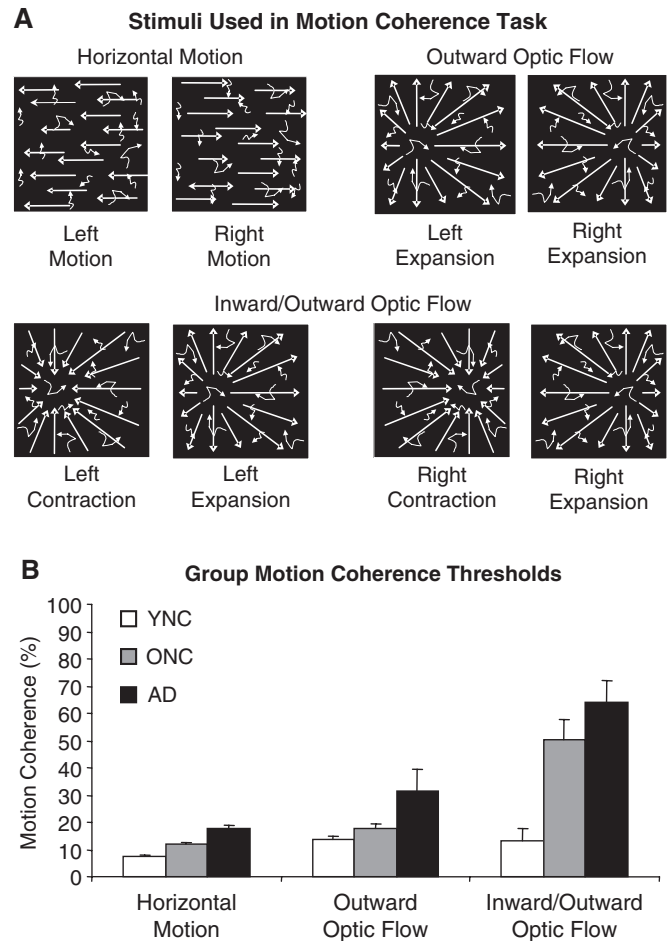 A Stimuli Used in Motion Coherence Task
Horizontal Motion
Outward Optic Flow
Left
Motion
Right
Motion
Left
Expansion
Right
Expansion
Inward/Outward Optic Flow
Left
Contraction
Left
Expansion
Right
Contraction
Right
Expansion
B Group Motion Coherence Thresholds
Motion Coherence (%)
100
90
80
70
60
50
40
30
20
10
0
YNC
ONC
AD
Horizontal
Motion
Outward
Optic Flow
Inward/Outward
Optic Flow